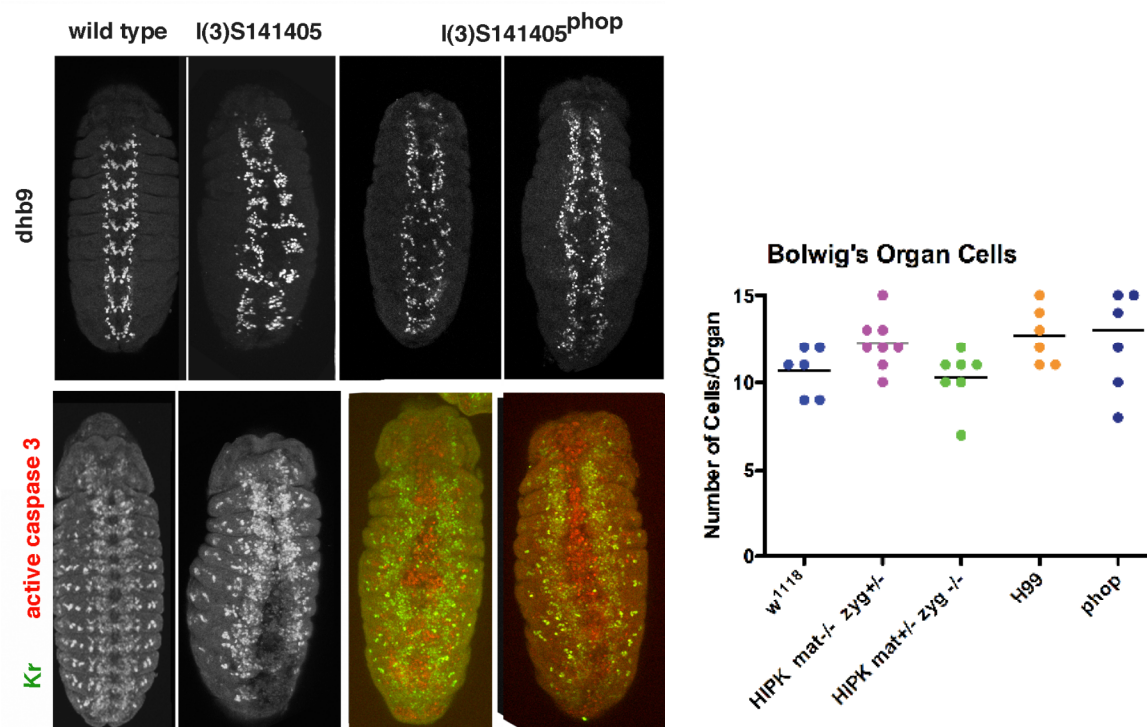 wild type
l(3)S141405
l(3)S141405phop
dhb9
Kr active caspase 3
Bolwig's Organ Cells
Number of Cells/Organ
15
10
5
0
w1118
HIPK mat-/- zyg+/-
HIPK mat+/- zyg -/-
H99
phop